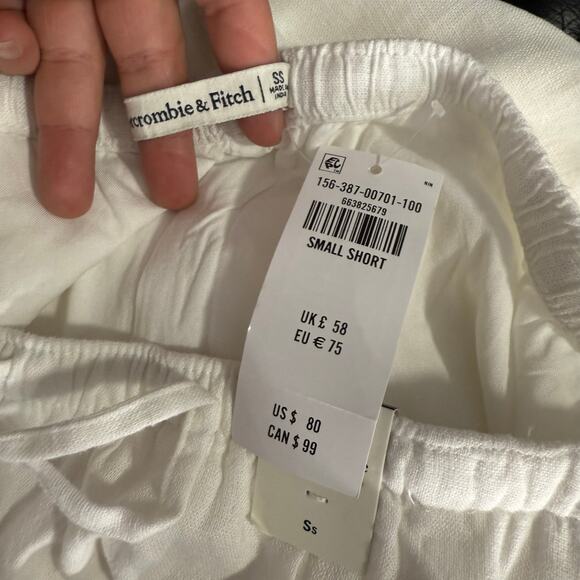 crombie & Fitch
SS
MADE IN
INDIA
156-387-00701-100
663825679
SMALL SHORT
UK £ 58
EU € 75
US $ 80
CAN $ 99
Ss